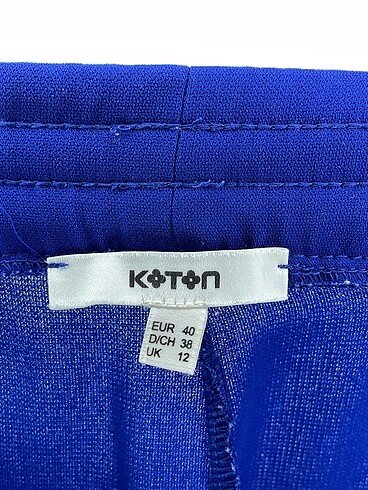 KOTON
EUR 40
D/CH 38
UK 12